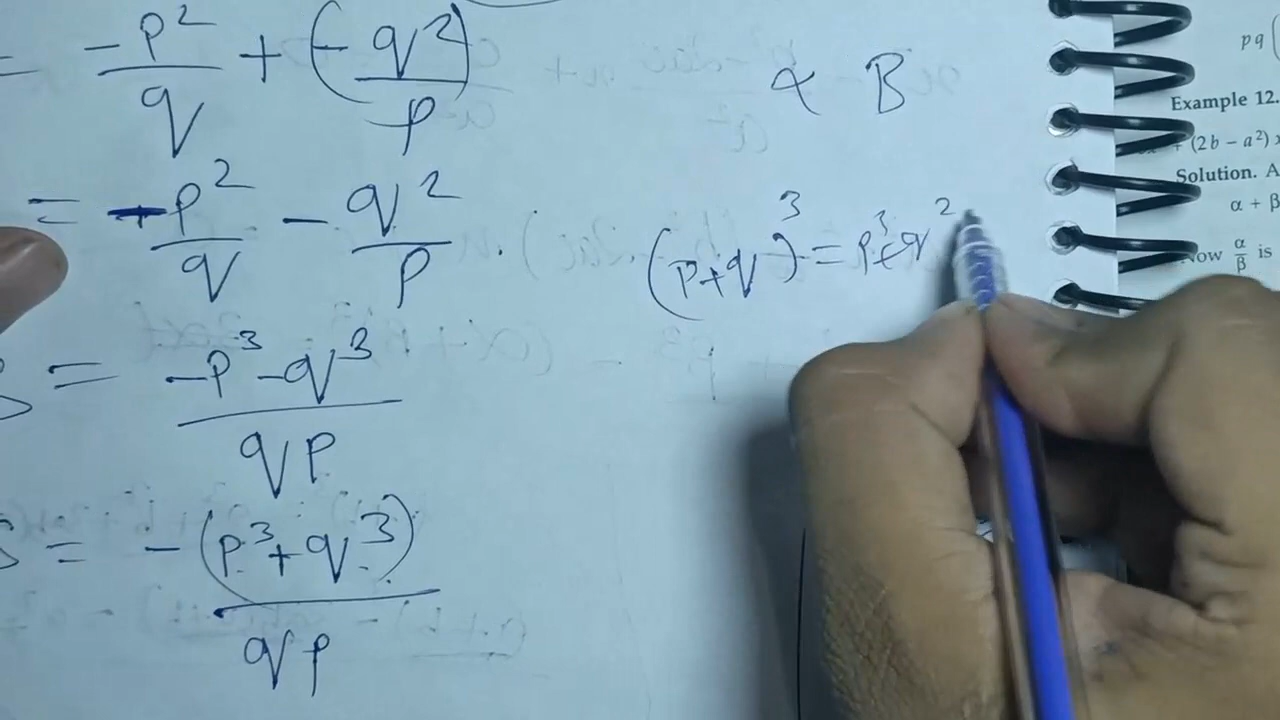 = -p²/q + (-q²/p)
= -p²/q - q²/p
= -p³-q³/qp
S = -(p³+q³)/qp
α B
(p+q)³ = p³+q ²
pq (
Example 12.
+ (2b – a²) x
Solution. A
α + β
Now α/β is